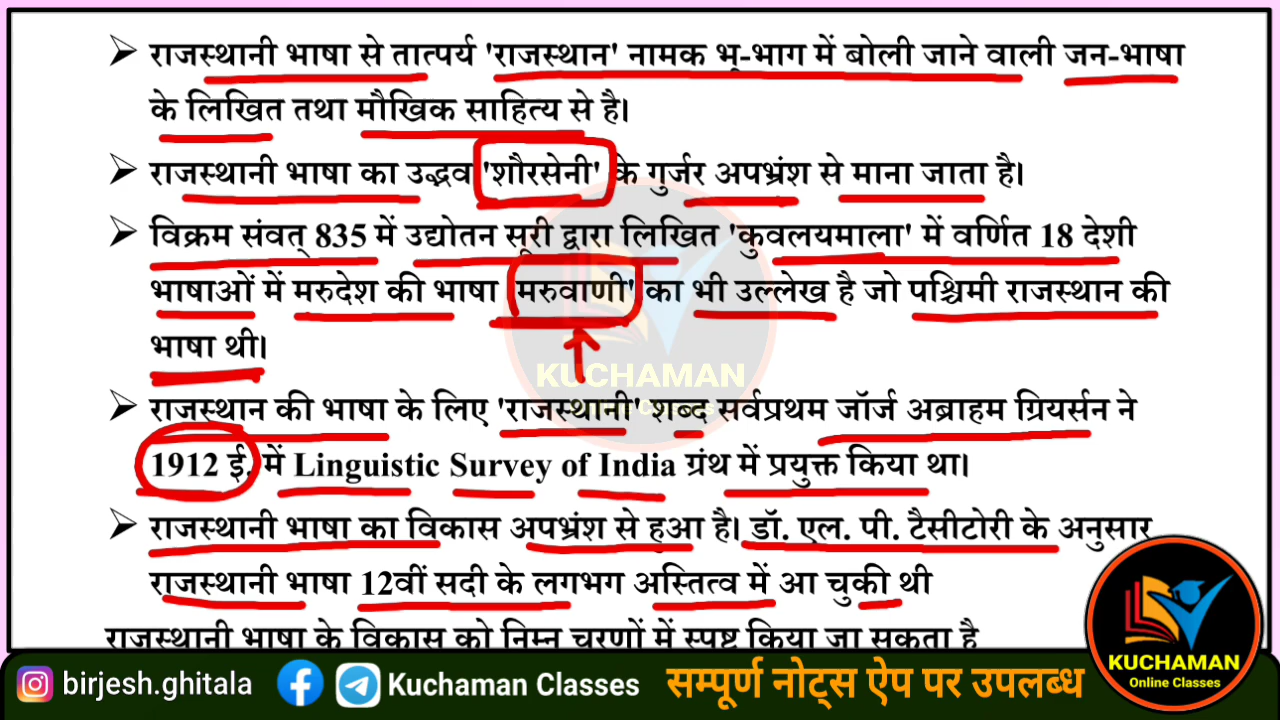 ➢ राजस्थानी भाषा से तात्पर्य 'राजस्थान' नामक भू-भाग में बोली जाने वाली जन-भाषा
के लिखित तथा मौखिक साहित्य से है।
➢ राजस्थानी भाषा का उद्भव 'शौरसेनी' के गुर्जर अपभ्रंश से माना जाता है।
➢ विक्रम संवत् 835 में उद्योतन सूरी द्वारा लिखित 'कुवलयमाला' में वर्णित 18 देशी
भाषाओं में मरुदेश की भाषा 'मरुवाणी' का भी उल्लेख है जो पश्चिमी राजस्थान की
भाषा थी।
➢ राजस्थान की भाषा के लिए 'राजस्थानी' शब्द सर्वप्रथम जॉर्ज अब्राहम ग्रियर्सन ने
1912 ई. में Linguistic Survey of India ग्रंथ में प्रयुक्त किया था।
➢ राजस्थानी भाषा का विकास अपभ्रंश से हुआ है। डॉ. एल. पी. टैसीटोरी के अनुसार
राजस्थानी भाषा 12वीं सदी के लगभग अस्तित्व में आ चुकी थी
राजस्थानी भाषा के विकास को निम्न चरणों में स्पष्ट किया जा सकता है
KUCHAMAN
Online Classes
KUCHAMAN
Online Classes
birjesh.ghitala
Kuchaman Classes
सम्पूर्ण नोट्स ऐप पर उपलब्ध